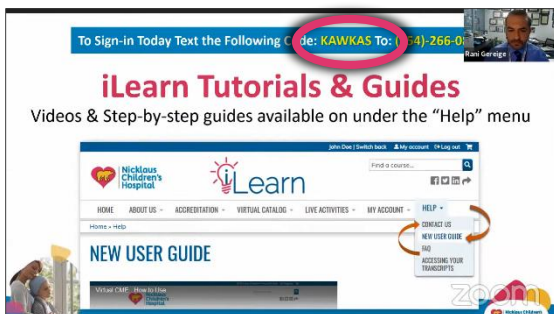 To Sign-in Today Text the Following Code: KAWKAS To: (954)-266-0
Rani Gereige
iLearn Tutorials & Guides
Videos & Step-by-step guides available on under the “Help” menu
John Doe | Switch back My account Log out
Nicklaus
Children's
Hospital
iLearn
Find a course...
HOME ABOUT US ACCREDITATION VIRTUAL CATALOG LIVE ACTIVITIES MY ACCOUNT HELP
CONTACT US
NEW USER GUIDE
FAQ
ACCESSING YOUR
TRANSCRIPTS
Home » Help
NEW USER GUIDE
Virtual CME How to Use
zoom
Nicklaus Children's